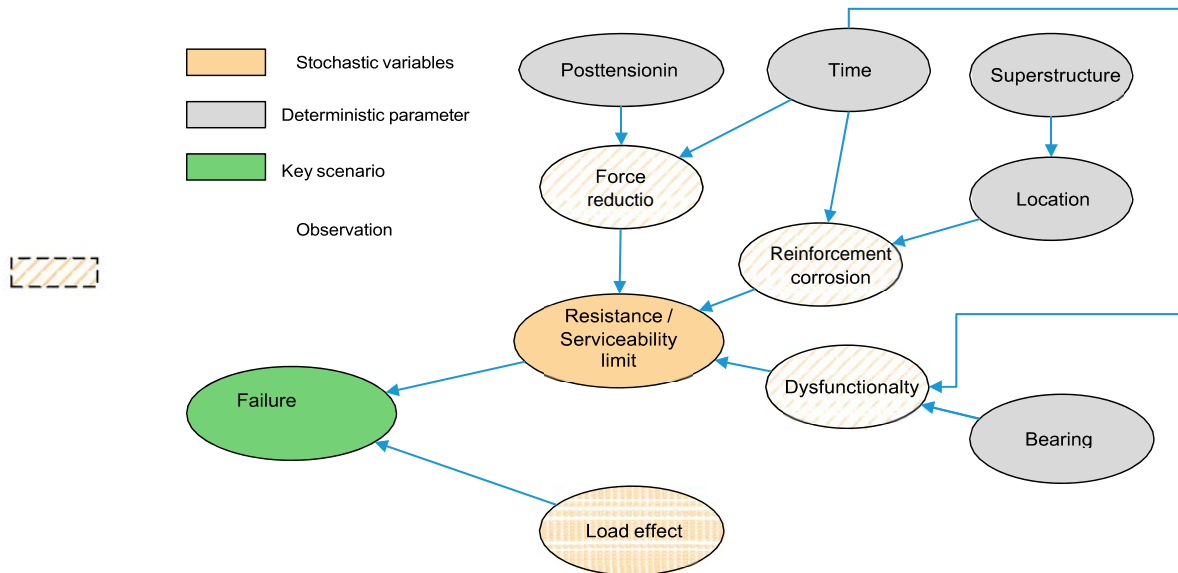 Stochastic variables
Deterministic parameter
Key scenario
Observation
Posttensionin
Time
Superstructure
Force
reductio
Location
Reinforcement
corrosion
Resistance /
Serviceability
limit
Dysfunctionalty
Failure
Bearing
Load effect